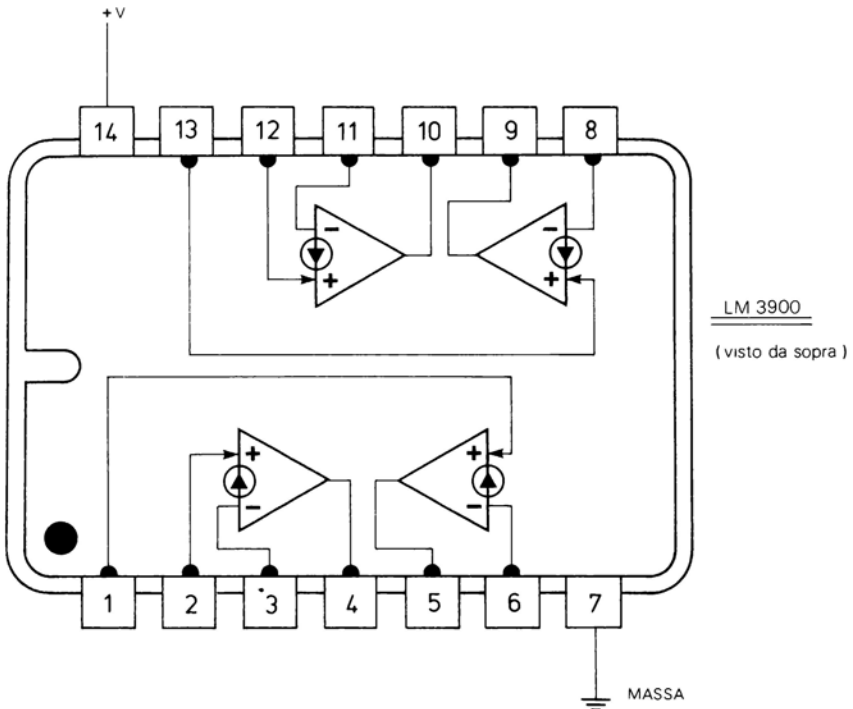 +V
14 13 12 11 10 9 8
− −
+ +
LM 3900
(visto da sopra)
+ +
− −
1 2 3 4 5 6 7
MASSA